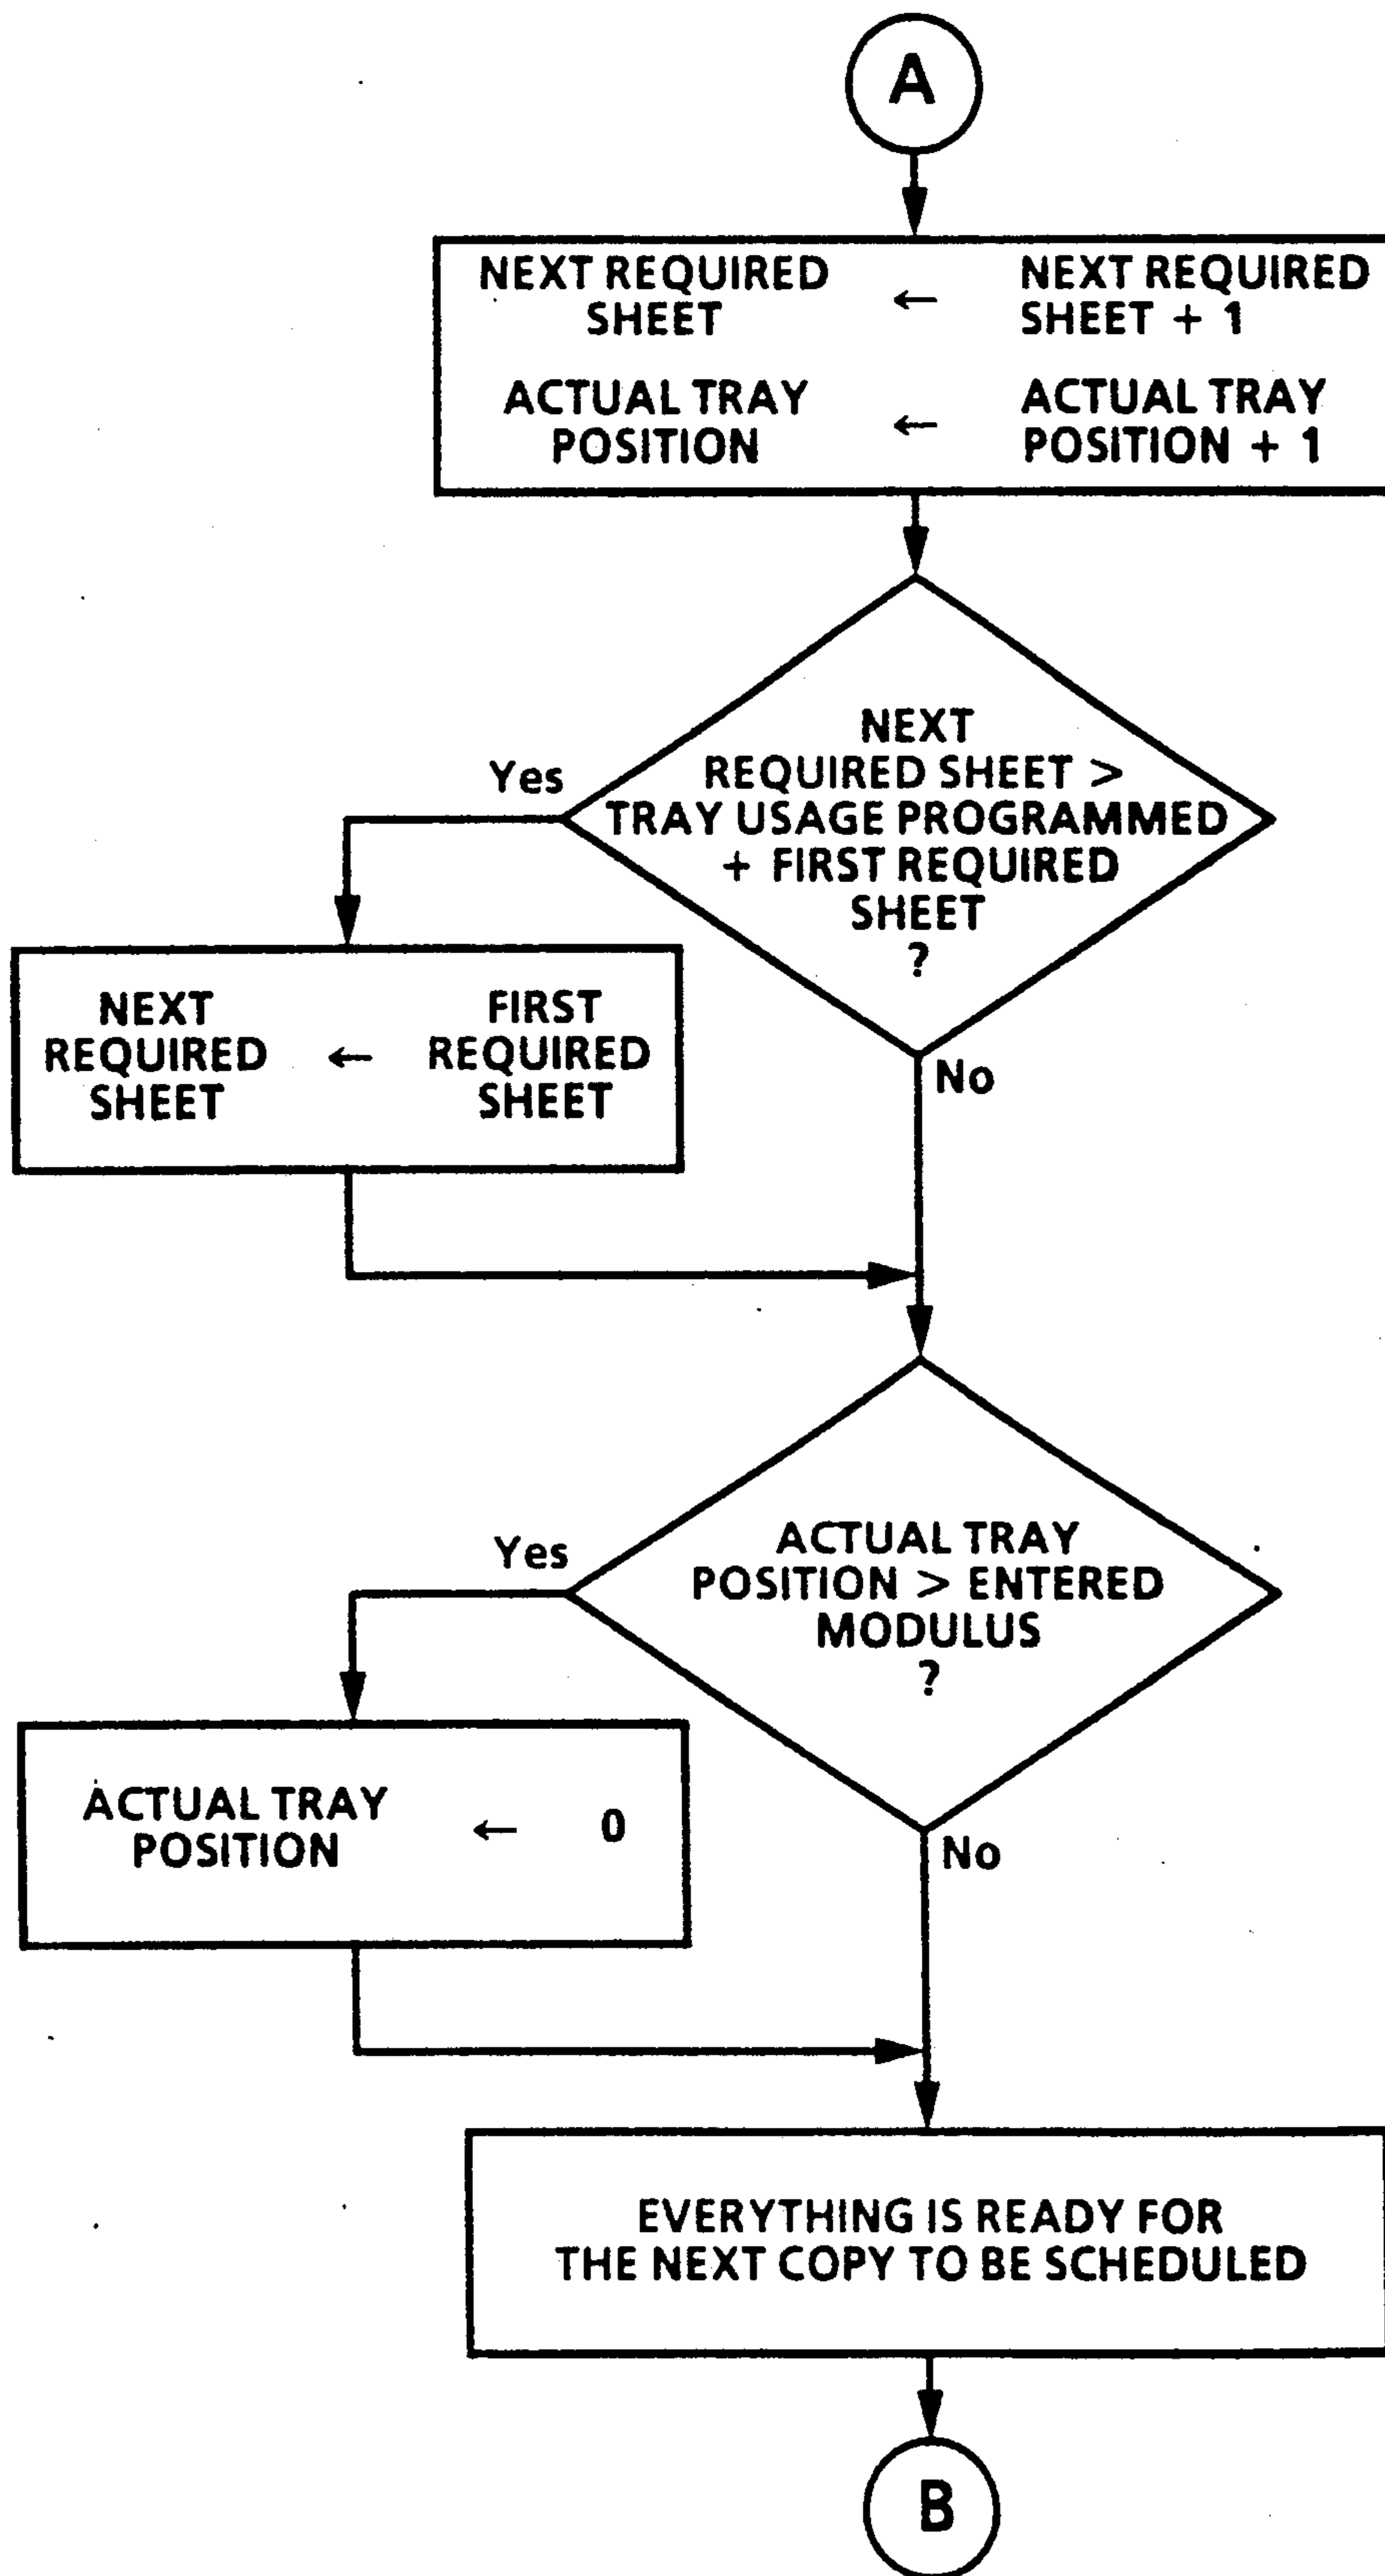 A
NEXT REQUIRED
SHEET
←
NEXT REQUIRED
SHEET + 1
ACTUAL TRAY
POSITION
←
ACTUAL TRAY
POSITION + 1
NEXT
REQUIRED SHEET >
TRAY USAGE PROGRAMMED
+ FIRST REQUIRED
SHEET
?
Yes
No
NEXT
REQUIRED
SHEET
←
FIRST
REQUIRED
SHEET
ACTUAL TRAY
POSITION > ENTERED
MODULUS
?
Yes
No
ACTUAL TRAY
POSITION
←
0
EVERYTHING IS READY FOR
THE NEXT COPY TO BE SCHEDULED
B